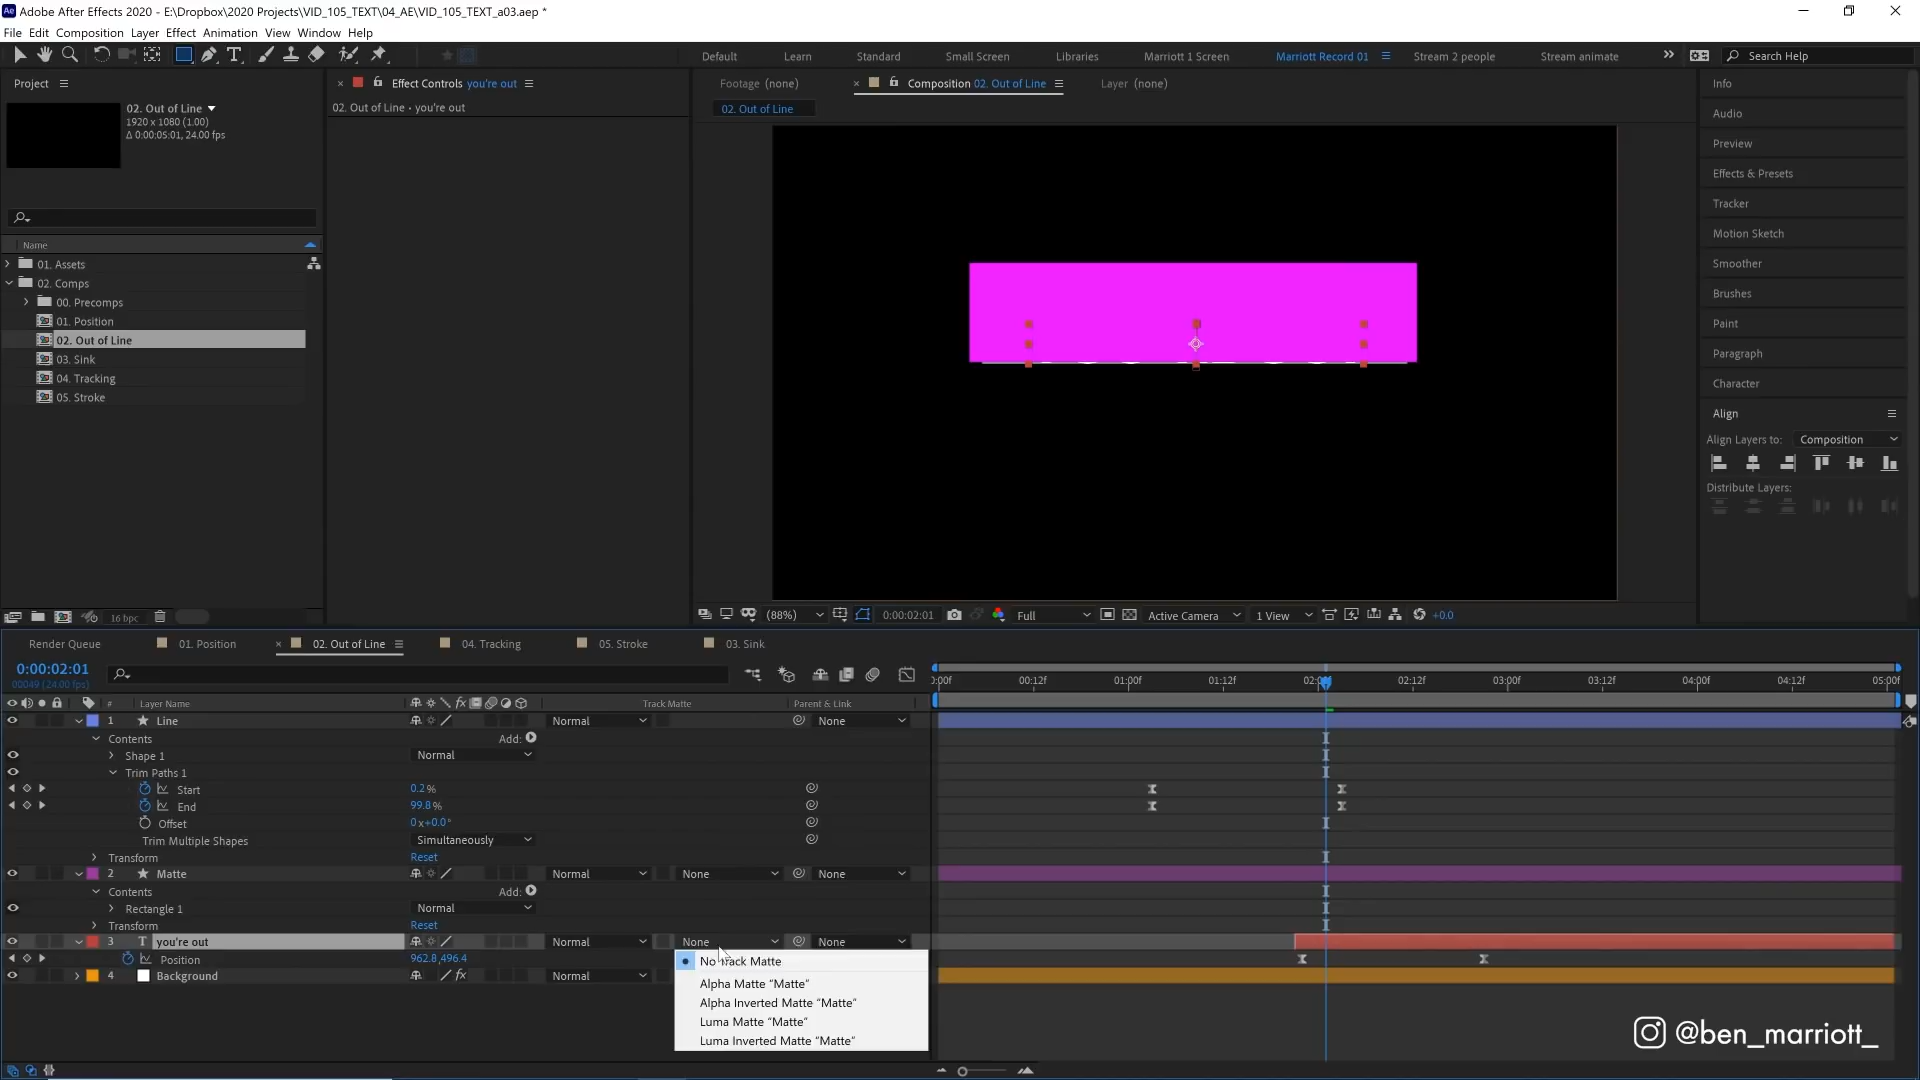 Adobe After Effects 2020 - E:\Dropbox\2020 Projects\VID_105_TEXT\04_AE\VID_105_TEXT_a03.aep *
File Edit Composition Layer Effect Animation View Window Help
Default Learn Standard Small Screen Libraries Marriott 1 Screen Marriott Record 01 Stream 2 people Stream animate » Search Help
Project
02. Out of Line
1920 x 1080 (1.00)
Δ 0:00:05:01, 24.00 fps
Name
01. Assets
02. Comps
00. Precomps
01. Position
02. Out of Line
03. Sink
04. Tracking
05. Stroke
16 bpc
Effect Controls you're out
02. Out of Line • you're out
Footage (none) Composition 02. Out of Line Layer (none)
02. Out of Line
(88%) 0:00:02:01 Full Active Camera 1 View +0.0
Info
Audio
Preview
Effects & Presets
Tracker
Motion Sketch
Smoother
Brushes
Paint
Paragraph
Character
Align
Align Layers to: Composition
Distribute Layers:
Render Queue 01. Position 02. Out of Line 04. Tracking 05. Stroke 03. Sink
0:00:02:01
00049 (24.00 fps)
# Layer Name fx Track Matte Parent & Link
0:00f 00:12f 01:00f 01:12f 02:12f 03:00f 03:12f 04:00f 04:12f 05:00f
1 Line Normal None
Contents Add:
Shape 1 Normal
Trim Paths 1
Start 0.2%
End 99.8%
Offset 0x+0.0°
Trim Multiple Shapes Simultaneously
Transform Reset
2 Matte Normal None None
Contents Add:
Rectangle 1 Normal
Transform Reset
3 T you're out Normal None None
Position 962.8,496.4
4 Background fx Normal
No Track Matte
Alpha Matte "Matte"
Alpha Inverted Matte "Matte"
Luma Matte "Matte"
Luma Inverted Matte "Matte"
@ben_marriott_